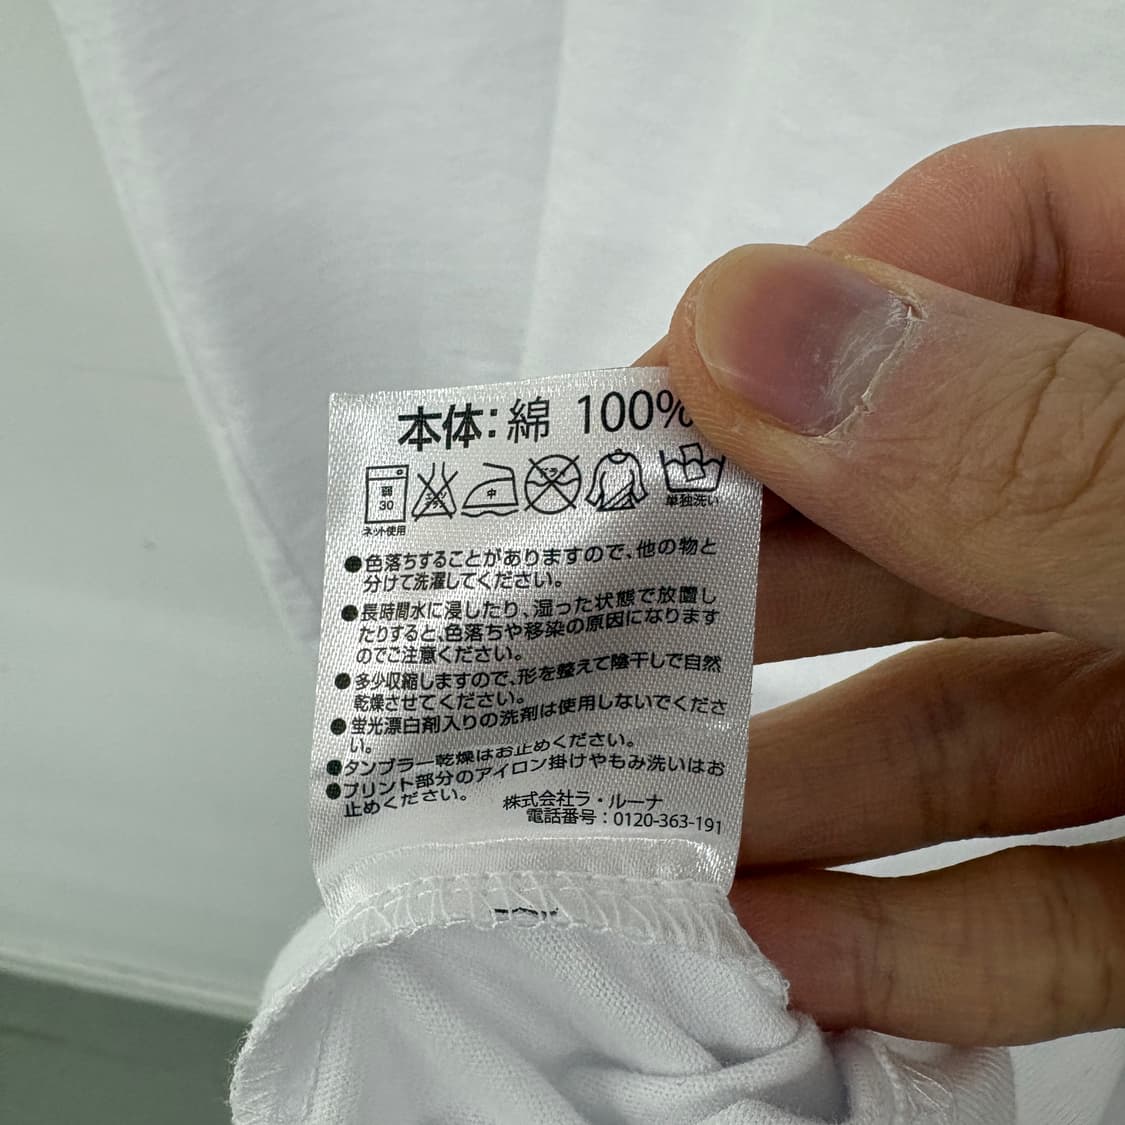 本体：綿 100%
弱
30
中
ドライ
ネット使用
単独洗い
●色落ちすることがありますので、他の物と
分けて洗濯してください。
●長時間水に浸したり、湿った状態で放置し
たりすると、色落ちや移染の原因になります
のでご注意ください。
●多少収縮しますので、形を整えて陰干しで自然
乾燥させてください。
●蛍光漂白剤入りの洗剤は使用しないでくださ
い。
●タンブラー乾燥はお止めください。
●プリント部分のアイロン掛けやもみ洗いはお
止めください。
株式会社ラ・ルーナ
電話番号：0120-363-191